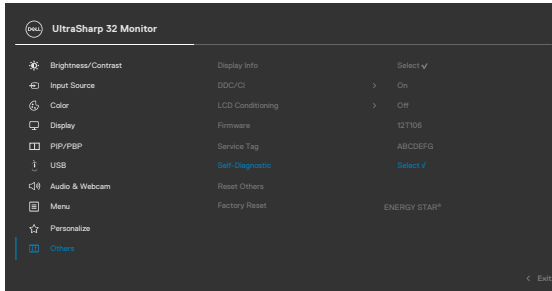 DELL UltraSharp 32 Monitor
Brightness/Contrast Display Info Select ✓
Input Source DDC/CI > On
Color LCD Conditioning > Off
Display Firmware 12T106
PIP/PBP Service Tag ABCDEFG
USB Self-Diagnostic Select √
Audio & Webcam Reset Others
Menu Factory Reset ENERGY STAR®
Personalize
Others
< Exit